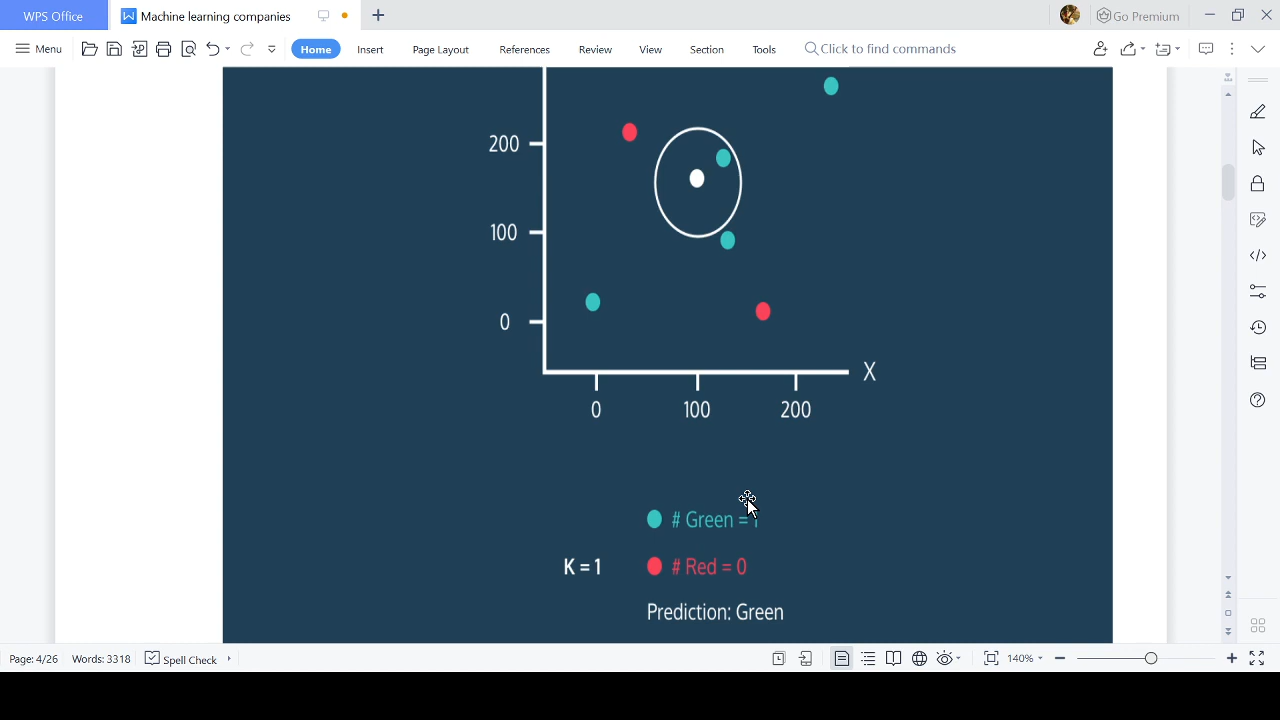 WPS Office
Machine learning companies
Go Premium
Menu
Home
Insert
Page Layout
References
Review
View
Section
Tools
Click to find commands
200
100
0
X
0
100
200
# Green = 1
K = 1
# Red = 0
Prediction: Green
Page: 4/26
Words: 3318
Spell Check
140%